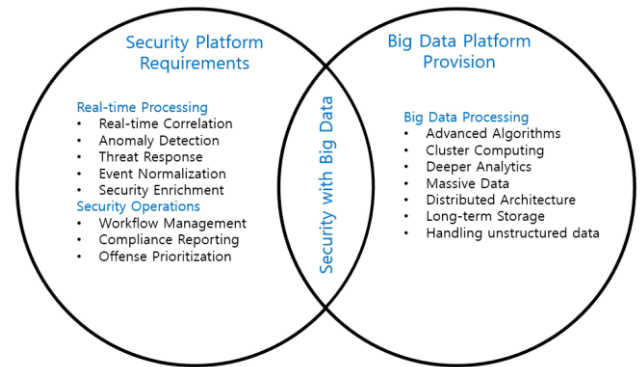 Security Platform
Requirements
Real-time Processing
• Real-time Correlation
• Anomaly Detection
• Threat Response
• Event Normalization
• Security Enrichment
Security Operations
• Workflow Management
• Compliance Reporting
• Offense Prioritization
Security with Big Data
Big Data Platform
Provision
Big Data Processing
• Advanced Algorithms
• Cluster Computing
• Deeper Analytics
• Massive Data
• Distributed Architecture
• Long-term Storage
• Handling unstructured data